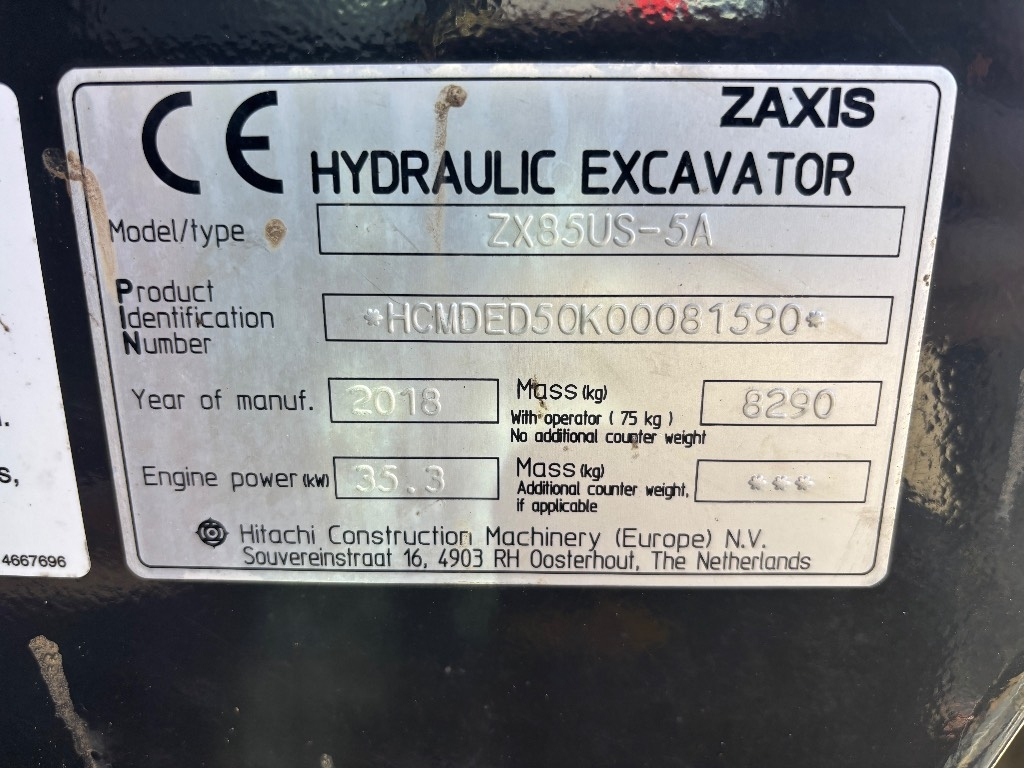 CE
ZAXIS
HYDRAULIC EXCAVATOR
Model/type ZX85US-5A
Product
Identification
Number
*HCMDED50K00081590*
Year of manuf. 2018
Mass (kg)
With operator ( 75 kg )
No additional counter weight
8290
Engine power (kW) 35.3
Mass (kg)
Additional counter weight,
if applicable
***
Hitachi Construction Machinery (Europe) N.V.
Souvereinstraat 16, 4903 RH Oosterhout, The Netherlands
s,
4667696